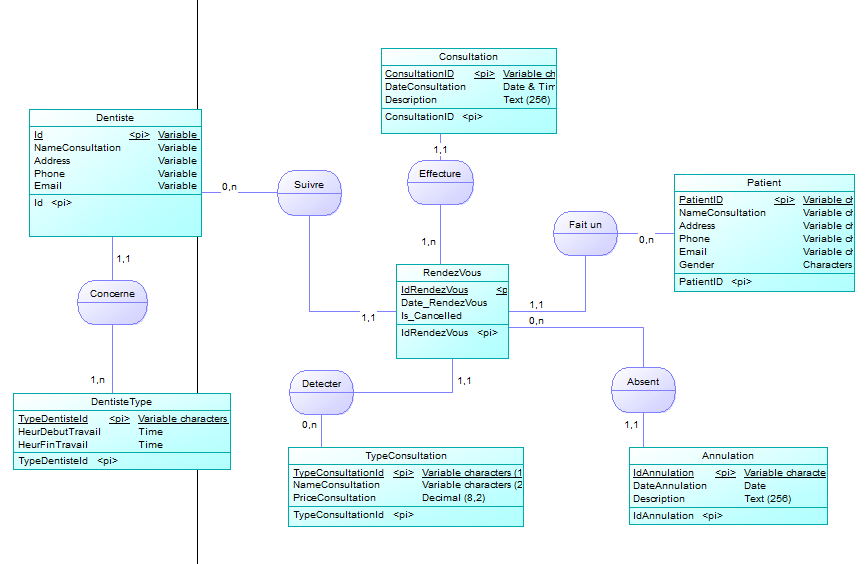 Consultation
ConsultationID <pi> Variable ch
DateConsultation Date & Tim
Description Text (256)
ConsultationID <pi>
1,1
Effecture
1,n
Dentiste
Id <pi> Variable
NameConsultation Variable
Address Variable
Phone Variable
Email Variable
Id <pi>
0,n
Suivre
1,1
Patient
PatientID <pi> Variable ch
NameConsultation Variable ch
Address Variable ch
Phone Variable ch
Email Variable ch
Gender Characters
PatientID <pi>
Fait un
0,n
1,1
1,1
Concerne
1,n
RendezVous
IdRendezVous <p
Date_RendezVous
Is_Cancelled
IdRendezVous <pi>
0,n
Absent
1,1
1,1
Detecter
0,n
DentisteType
TypeDentisteId <pi> Variable characters
HeurDebutTravail Time
HeurFinTravail Time
TypeDentisteId <pi>
TypeConsultation
TypeConsultationId <pi> Variable characters (1
NameConsultation Variable characters (2
PriceConsultation Decimal (8,2)
TypeConsultationId <pi>
Annulation
IdAnnulation <pi> Variable characte
DateAnnulation Date
Description Text (256)
IdAnnulation <pi>